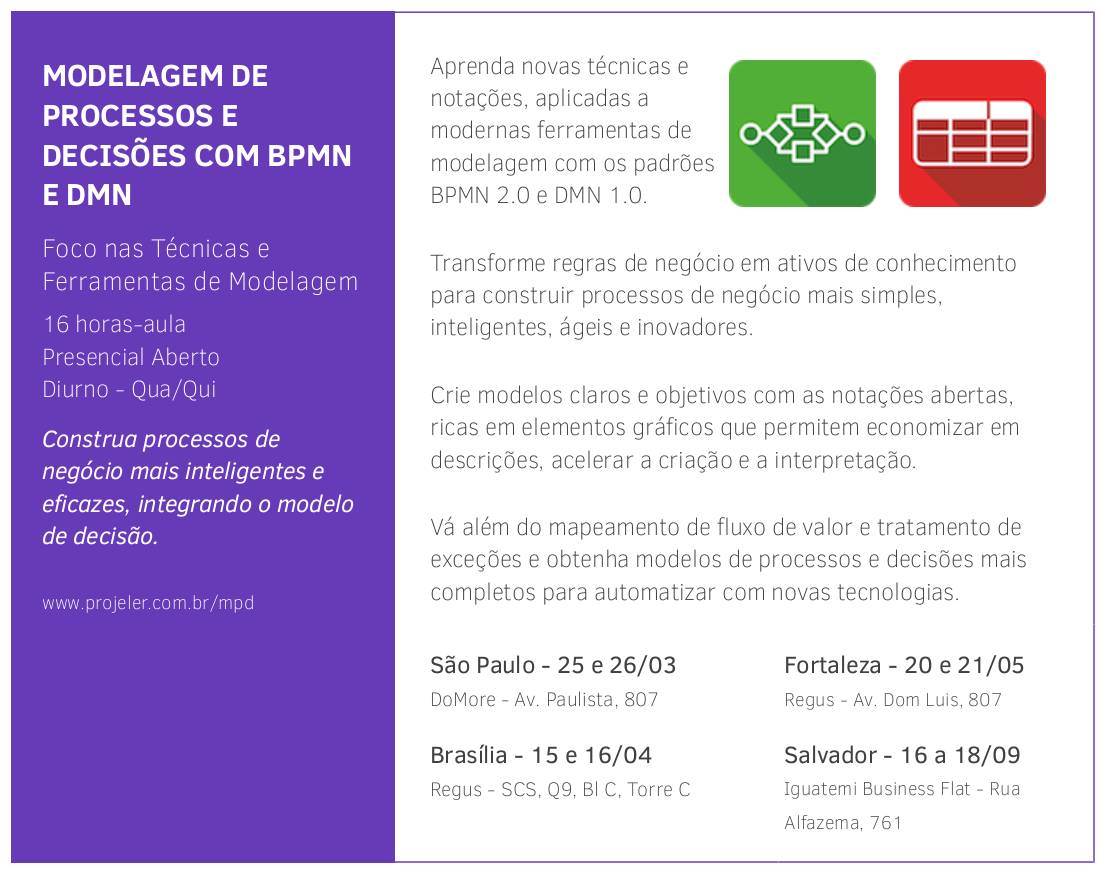 MODELAGEM DE
PROCESSOS E
DECISÕES COM BPMN
E DMN
Foco nas Técnicas e
Ferramentas de Modelagem
16 horas-aula
Presencial Aberto
Diurno - Qua/Qui
Construa processos de
negócio mais inteligentes e
eficazes, integrando o modelo
de decisão.
www.projeler.com.br/mpd
Aprenda novas técnicas e
notações, aplicadas a
modernas ferramentas de
modelagem com os padrões
BPMN 2.0 e DMN 1.0.
Transforme regras de negócio em ativos de conhecimento
para construir processos de negócio mais simples,
inteligentes, ágeis e inovadores.
Crie modelos claros e objetivos com as notações abertas,
ricas em elementos gráficos que permitem economizar em
descrições, acelerar a criação e a interpretação.
Vá além do mapeamento de fluxo de valor e tratamento de
exceções e obtenha modelos de processos e decisões mais
completos para automatizar com novas tecnologias.
São Paulo - 25 e 26/03
DoMore - Av. Paulista, 807
Brasília - 15 e 16/04
Regus - SCS, Q9, Bl C, Torre C
Fortaleza - 20 e 21/05
Regus - Av. Dom Luis, 807
Salvador - 16 a 18/09
Iguatemi Business Flat - Rua
Alfazema, 761